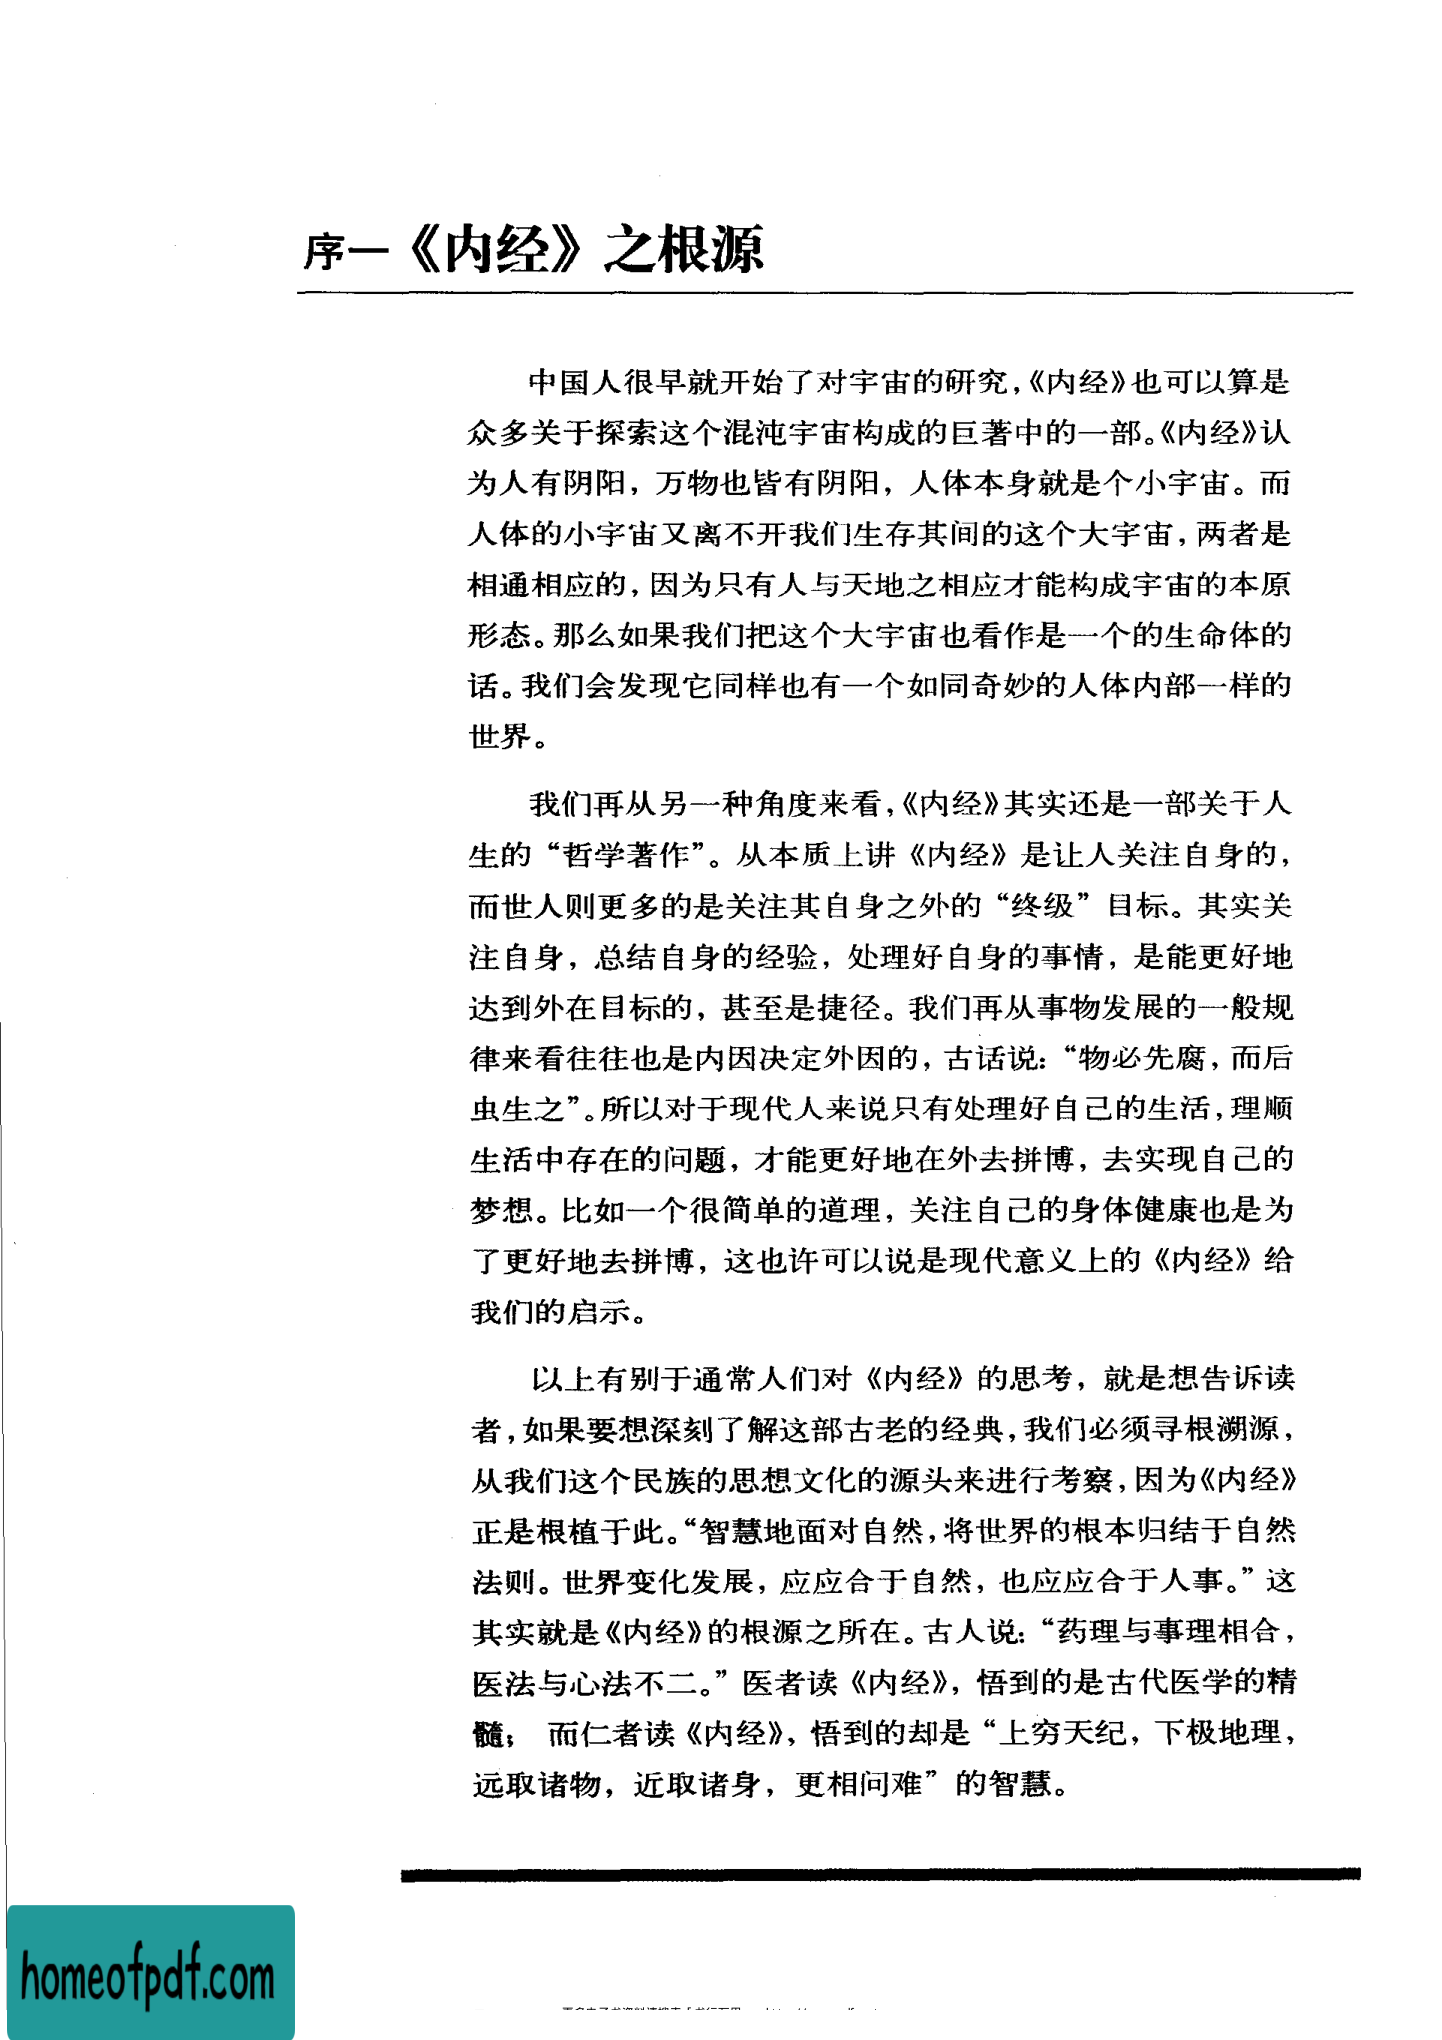 序一《内经》之根源
中国人很早就开始了对宇宙的研究，《内经》也可以算是
众多关于探索这个混沌宇宙构成的巨著中的一部。《内经》认
为人有阴阳，万物也皆有阴阳，人体本身就是个小宇宙。而
人体的小宇宙又离不开我们生存其间的这个大宇宙，两者是
相通相应的，因为只有人与天地之相应才能构成宇宙的本原
形态。那么如果我们把这个大宇宙也看作是一个的生命体的
话。我们会发现它同样也有一个如同奇妙的人体内部一样的
世界。
我们再从另一种角度来看，《内经》其实还是一部关于人
生的“哲学著作”。从本质上讲《内经》是让人关注自身的，
而世人则更多的是关注其自身之外的“终级”目标。其实关
注自身，总结自身的经验，处理好自身的事情，是能更好地
达到外在目标的，甚至是捷径。我们再从事物发展的一般规
律来看往往也是内因决定外因的，古话说：“物必先腐，而后
虫生之”。所以对于现代人来说只有处理好自己的生活，理顺
生活中存在的问题，才能更好地在外去拼博，去实现自己的
梦想。比如一个很简单的道理，关注自己的身体健康也是为
了更好地去拼博，这也许可以说是现代意义上的《内经》给
我们的启示。
以上有别于通常人们对《内经》的思考，就是想告诉读
者，如果要想深刻了解这部古老的经典，我们必须寻根溯源，
从我们这个民族的思想文化的源头来进行考察，因为《内经》
正是根植于此。“智慧地面对自然，将世界的根本归结于自然
法则。世界变化发展，应应合于自然，也应应合于人事。”这
其实就是《内经》的根源之所在。古人说：“药理与事理相合，
医法与心法不二。”医者读《内经》，悟到的是古代医学的精
髓；而仁者读《内经》，悟到的却是“上穷天纪，下极地理，
远取诸物，近取诸身，更相问难”的智慧。
homeofpdf.com